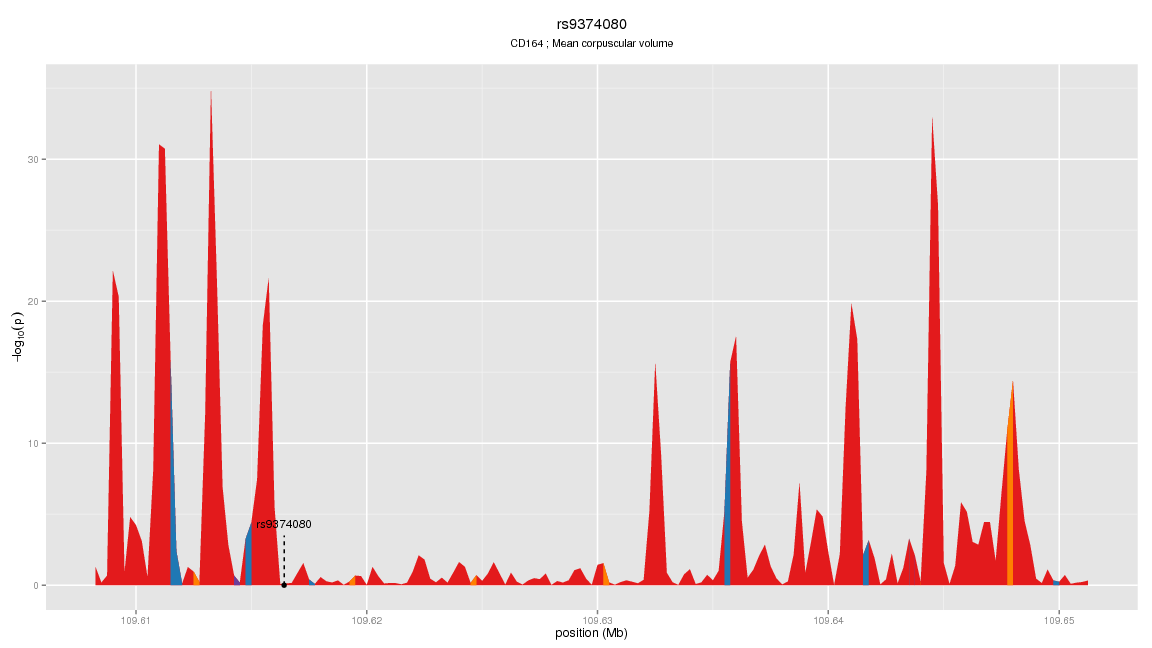 rs9374080
CD164 ; Mean corpuscular volume
30
20
10
0
−log10(p)
rs9374080
109.61
109.62
109.63
109.64
109.65
position (Mb)